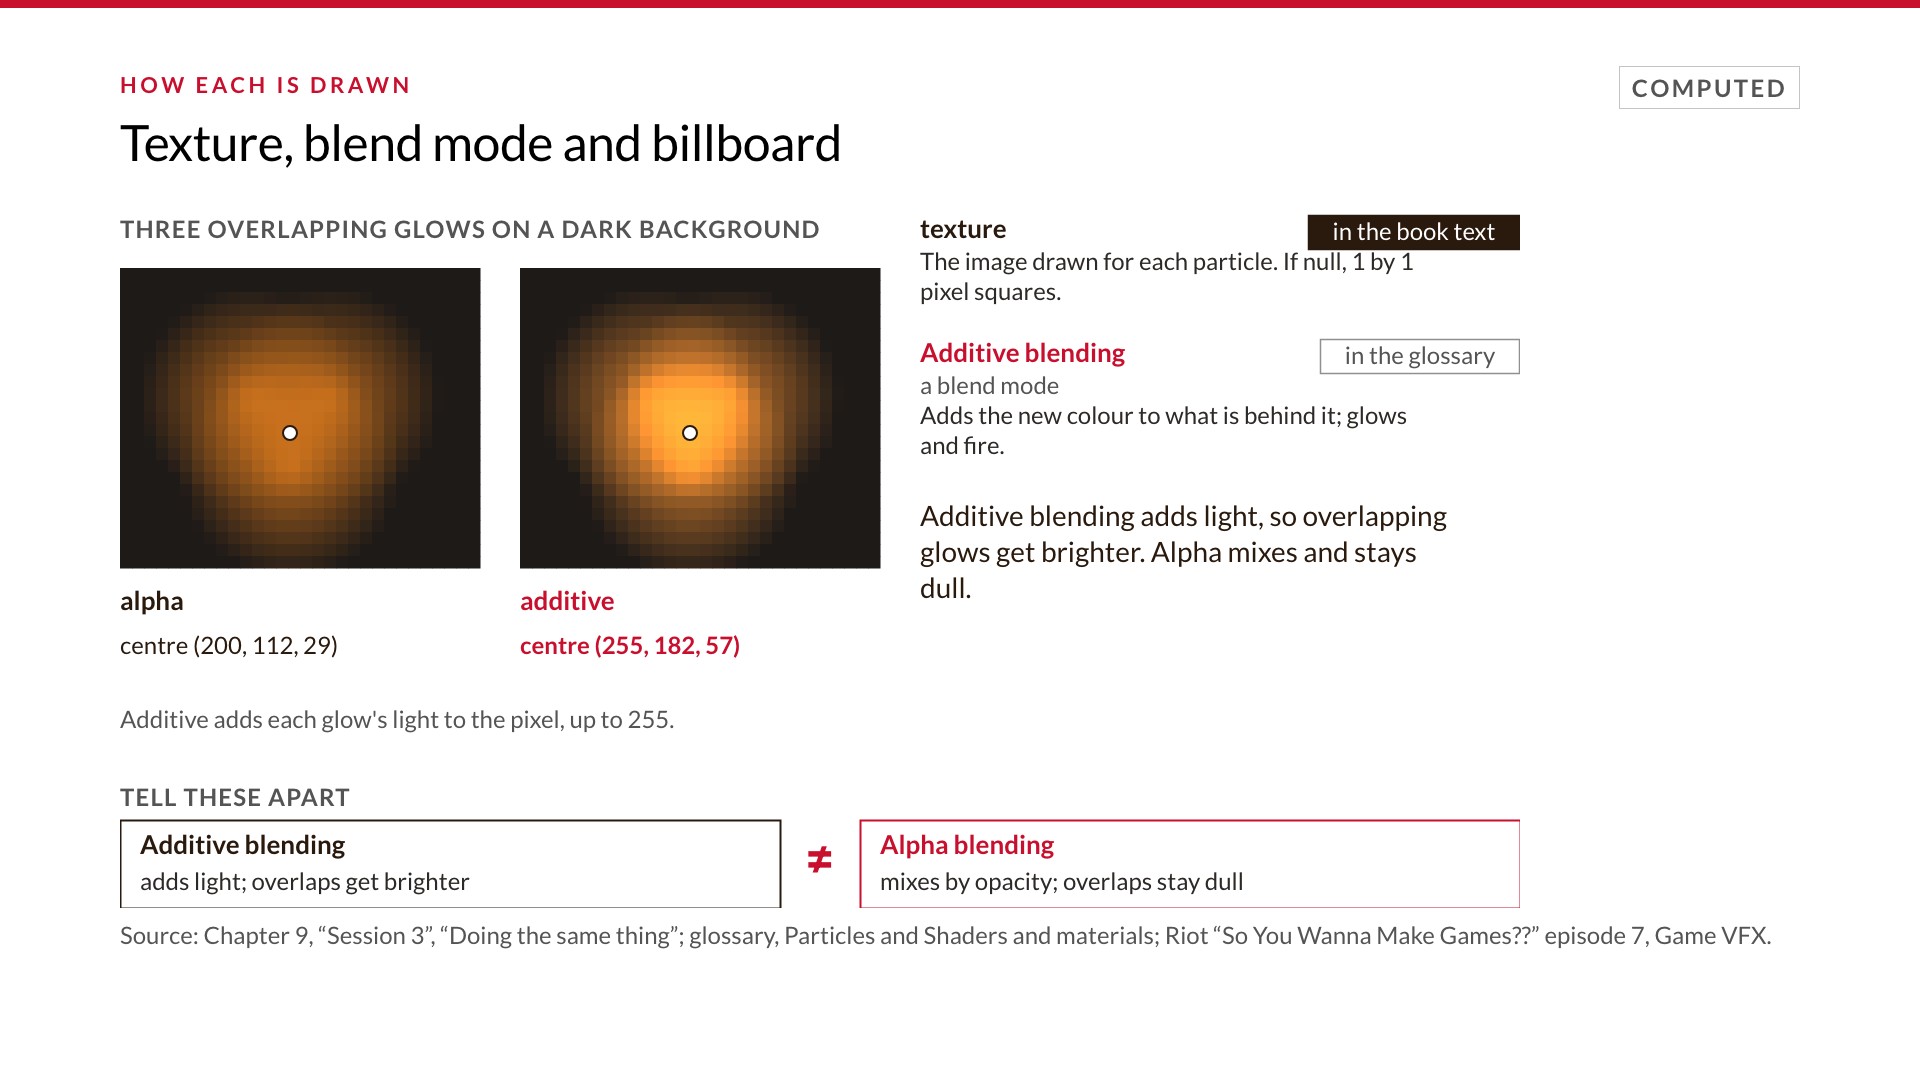 HOW EACH IS DRAWN
COMPUTED
Texture, blend mode and billboard
THREE OVERLAPPING GLOWS ON A DARK BACKGROUND
alpha
centre (200, 112, 29)
additive
centre (255, 182, 57)
Additive adds each glow's light to the pixel, up to 255.
texture
in the book text
The image drawn for each particle. If null, 1 by 1
pixel squares.
Additive blending
in the glossary
a blend mode
Adds the new colour to what is behind it; glows
and fire.
Additive blending adds light, so overlapping
glows get brighter. Alpha mixes and stays
dull.
TELL THESE APART
Additive blending
adds light; overlaps get brighter
≠
Alpha blending
mixes by opacity; overlaps stay dull
Source: Chapter 9, “Session 3”, “Doing the same thing”; glossary, Particles and Shaders and materials; Riot “So You Wanna Make Games??” episode 7, Game VFX.